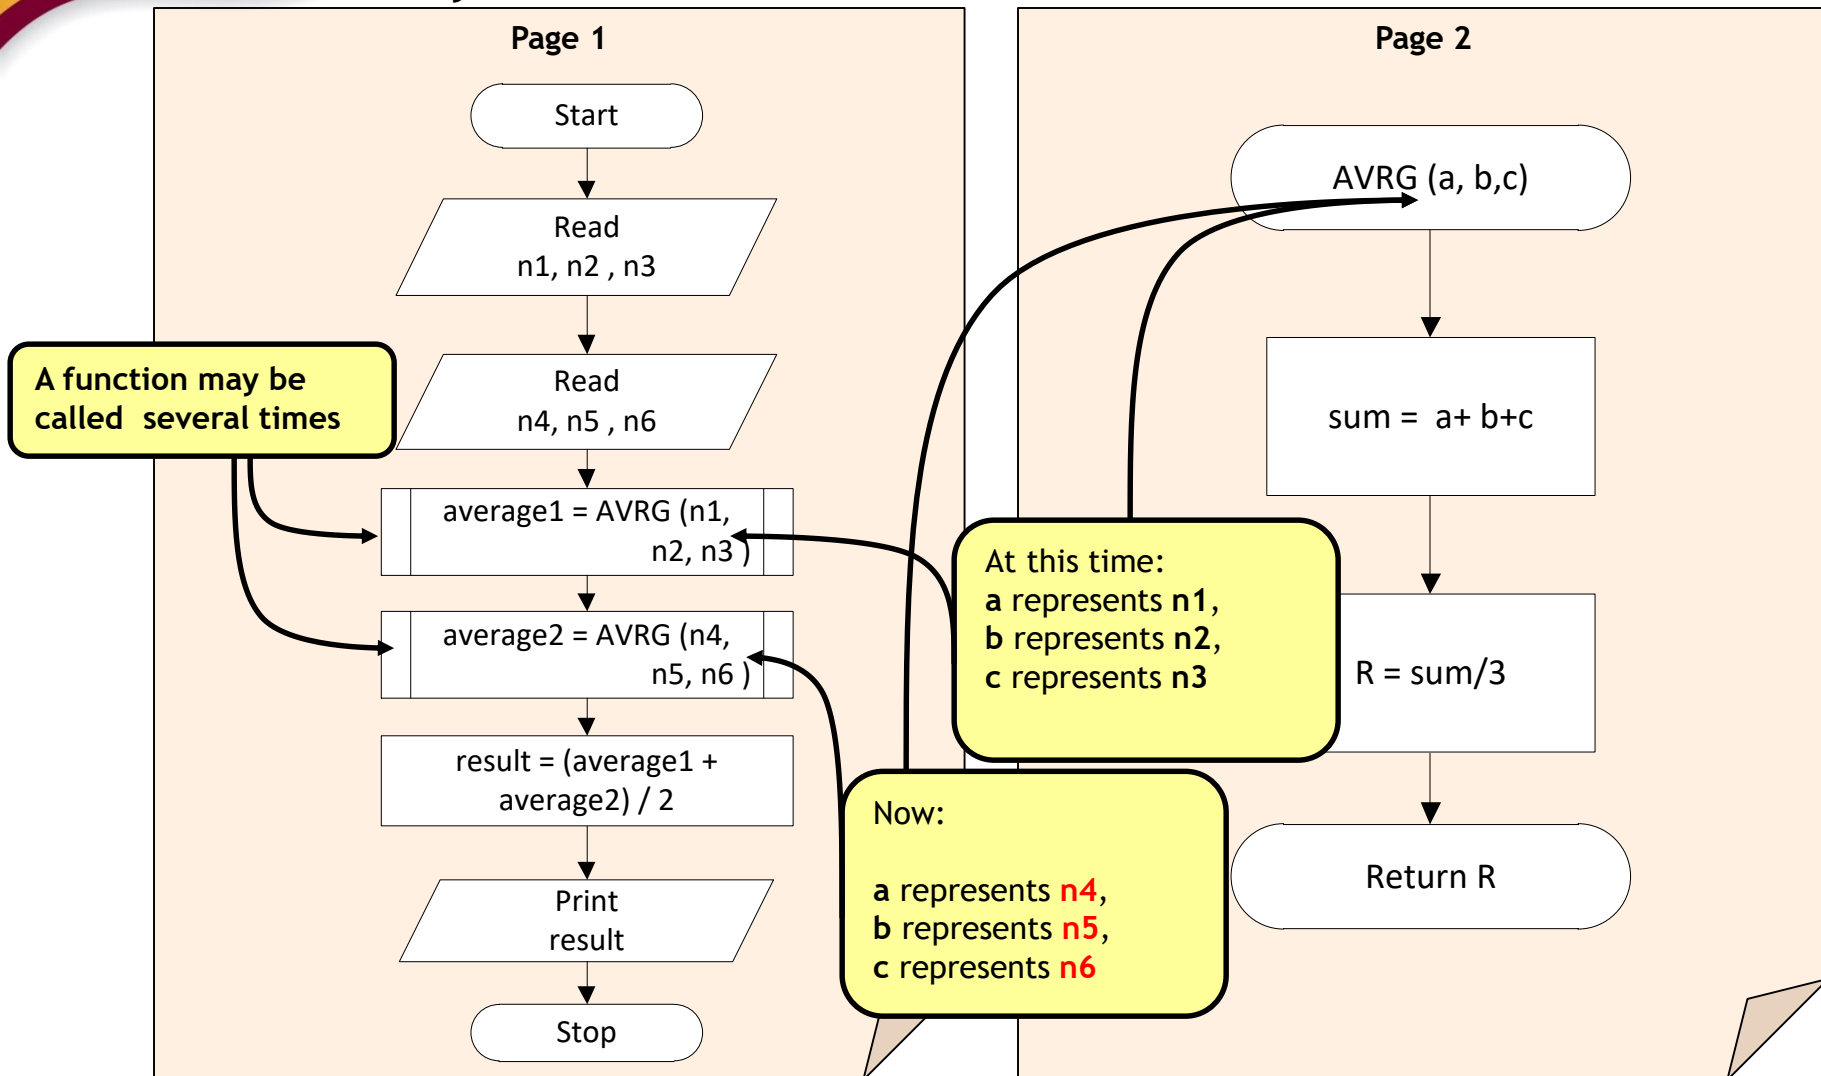 Page 1
Start
Read
n1, n2 , n3
Read
n4, n5 , n6
A function may be
called several times
average1 = AVRG (n1,
n2, n3 )
average2 = AVRG (n4,
n5, n6 )
result = (average1 +
average2) / 2
Print
result
Stop
Page 2
AVRG (a, b,c)
sum = a+ b+c
At this time:
a represents n1,
b represents n2,
c represents n3
R = sum/3
Now:
a represents n4,
b represents n5,
c represents n6
Return R